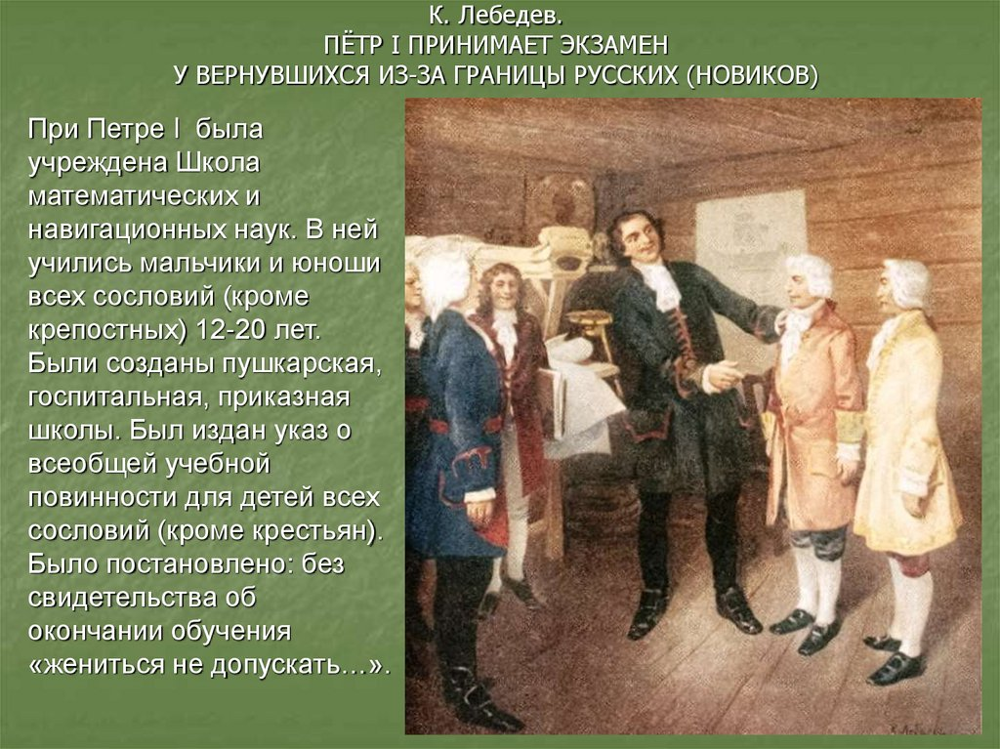 К. Лебедев.
ПЁТР I ПРИНИМАЕТ ЭКЗАМЕН
У ВЕРНУВШИХСЯ ИЗ-ЗА ГРАНИЦЫ РУССКИХ (НОВИКОВ)
При Петре I была
учреждена Школа
математических и
навигационных наук. В ней
учились мальчики и юноши
всех сословий (кроме
крепостных) 12-20 лет.
Были созданы пушкарская,
госпитальная, приказная
школы. Был издан указ о
всеобщей учебной
повинности для детей всех
сословий (кроме крестьян).
Было постановлено: без
свидетельства об
окончании обучения
«жениться не допускать…».